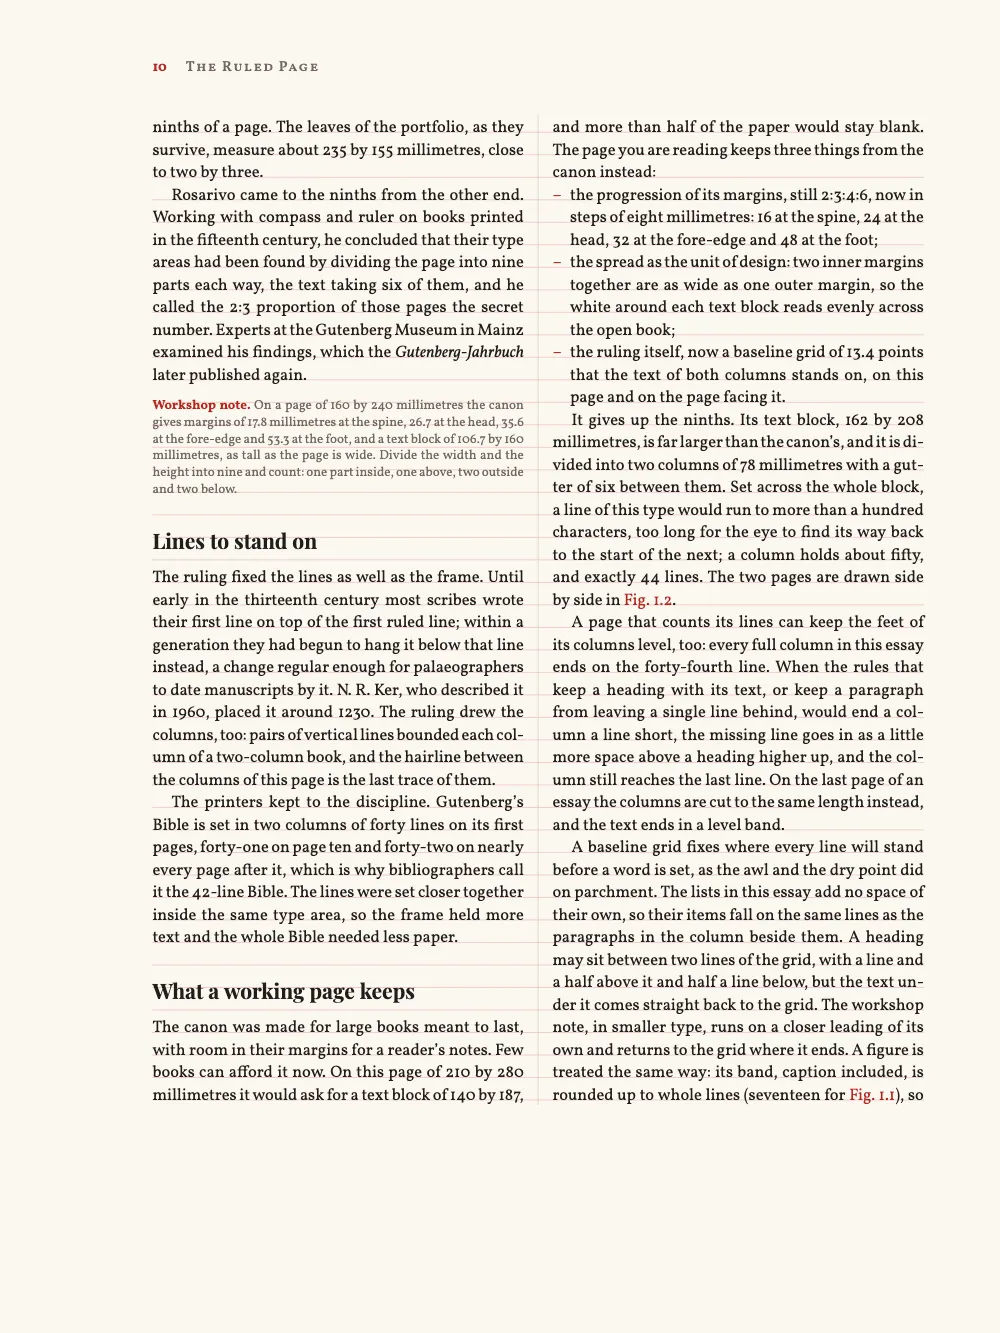 10 The Ruled Page
ninths of a page. The leaves of the portfolio, as they
survive, measure about 235 by 155 millimetres, close
to two by three.
Rosarivo came to the ninths from the other end.
Working with compass and ruler on books printed
in the fifteenth century, he concluded that their type
areas had been found by dividing the page into nine
parts each way, the text taking six of them, and he
called the 2:3 proportion of those pages the secret
number. Experts at the Gutenberg Museum in Mainz
examined his findings, which the Gutenberg-Jahrbuch
later published again.
Workshop note. On a page of 160 by 240 millimetres the canon
gives margins of 17.8 millimetres at the spine, 26.7 at the head, 35.6
at the fore-edge and 53.3 at the foot, and a text block of 106.7 by 160
millimetres, as tall as the page is wide. Divide the width and the
height into nine and count: one part inside, one above, two outside
and two below.
Lines to stand on
The ruling fixed the lines as well as the frame. Until
early in the thirteenth century most scribes wrote
their first line on top of the first ruled line; within a
generation they had begun to hang it below that line
instead, a change regular enough for palaeographers
to date manuscripts by it. N. R. Ker, who described it
in 1960, placed it around 1230. The ruling drew the
columns, too: pairs of vertical lines bounded each col-
umn of a two-column book, and the hairline between
the columns of this page is the last trace of them.
The printers kept to the discipline. Gutenberg’s
Bible is set in two columns of forty lines on its first
pages, forty-one on page ten and forty-two on nearly
every page after it, which is why bibliographers call
it the 42-line Bible. The lines were set closer together
inside the same type area, so the frame held more
text and the whole Bible needed less paper.
What a working page keeps
The canon was made for large books meant to last,
with room in their margins for a reader’s notes. Few
books can afford it now. On this page of 210 by 280
millimetres it would ask for a text block of 140 by 187,
and more than half of the paper would stay blank.
The page you are reading keeps three things from the
canon instead:
– the progression of its margins, still 2:3:4:6, now in
steps of eight millimetres: 16 at the spine, 24 at the
head, 32 at the fore-edge and 48 at the foot;
– the spread as the unit of design: two inner margins
together are as wide as one outer margin, so the
white around each text block reads evenly across
the open book;
– the ruling itself, now a baseline grid of 13.4 points
that the text of both columns stands on, on this
page and on the page facing it.
It gives up the ninths. Its text block, 162 by 208
millimetres, is far larger than the canon’s, and it is di-
vided into two columns of 78 millimetres with a gut-
ter of six between them. Set across the whole block,
a line of this type would run to more than a hundred
characters, too long for the eye to find its way back
to the start of the next; a column holds about fifty,
and exactly 44 lines. The two pages are drawn side
by side in Fig. 1.2.
A page that counts its lines can keep the feet of
its columns level, too: every full column in this essay
ends on the forty-fourth line. When the rules that
keep a heading with its text, or keep a paragraph
from leaving a single line behind, would end a col-
umn a line short, the missing line goes in as a little
more space above a heading higher up, and the col-
umn still reaches the last line. On the last page of an
essay the columns are cut to the same length instead,
and the text ends in a level band.
A baseline grid fixes where every line will stand
before a word is set, as the awl and the dry point did
on parchment. The lists in this essay add no space of
their own, so their items fall on the same lines as the
paragraphs in the column beside them. A heading
may sit between two lines of the grid, with a line and
a half above it and half a line below, but the text un-
der it comes straight back to the grid. The workshop
note, in smaller type, runs on a closer leading of its
own and returns to the grid where it ends. A figure is
treated the same way: its band, caption included, is
rounded up to whole lines (seventeen for Fig. 1.1), so